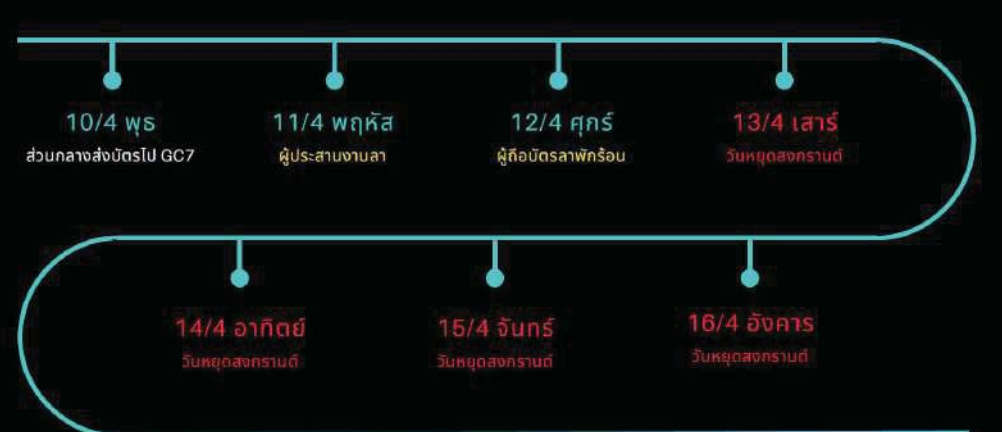 10/4 พุธ
ส่วนกลางส่งบัตรไป GC7
11/4 พฤหัส
ผู้ประสานงานลา
12/4 ศุกร์
ผู้ถือบัตรลาพักร้อน
13/4 เสาร์
วันหยุดสงกรานต์
14/4 อาทิตย์
วันหยุดสงกรานต์
15/4 จันทร์
วันหยุดสงกรานต์
16/4 อังคาร
วันหยุดสงกรานต์